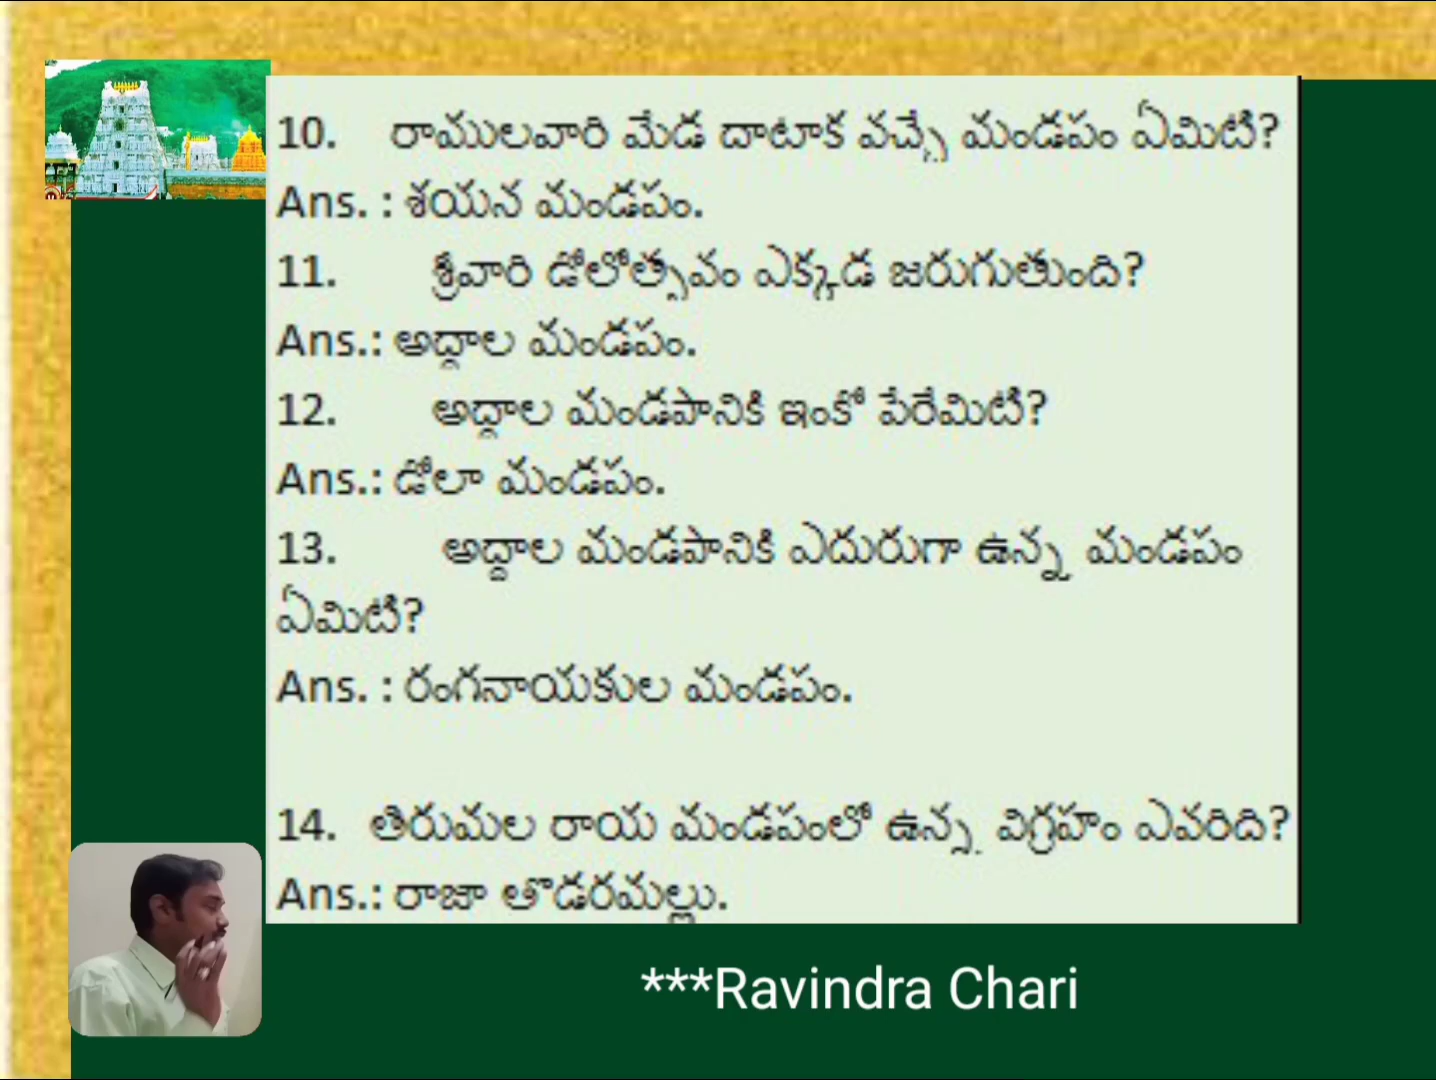 10. రాములవారి మేడ దాటాక వచ్చే మండపం ఏమిటి?
Ans. : శయన మండపం.
11. శ్రీవారి డోలోత్సవం ఎక్కడ జరుగుతుంది?
Ans.: అద్దాల మండపం.
12. అద్దాల మండపానికి ఇంకో పేరేమిటి?
Ans.: డోలా మండపం.
13. అద్దాల మండపానికి ఎదురుగా ఉన్న మండపం
ఏమిటి?
Ans. : రంగనాయకుల మండపం.
14. తిరుమల రాయ మండపంలో ఉన్న విగ్రహం ఎవరిది?
Ans.: రాజా తొడరమల్లు.
***Ravindra Chari